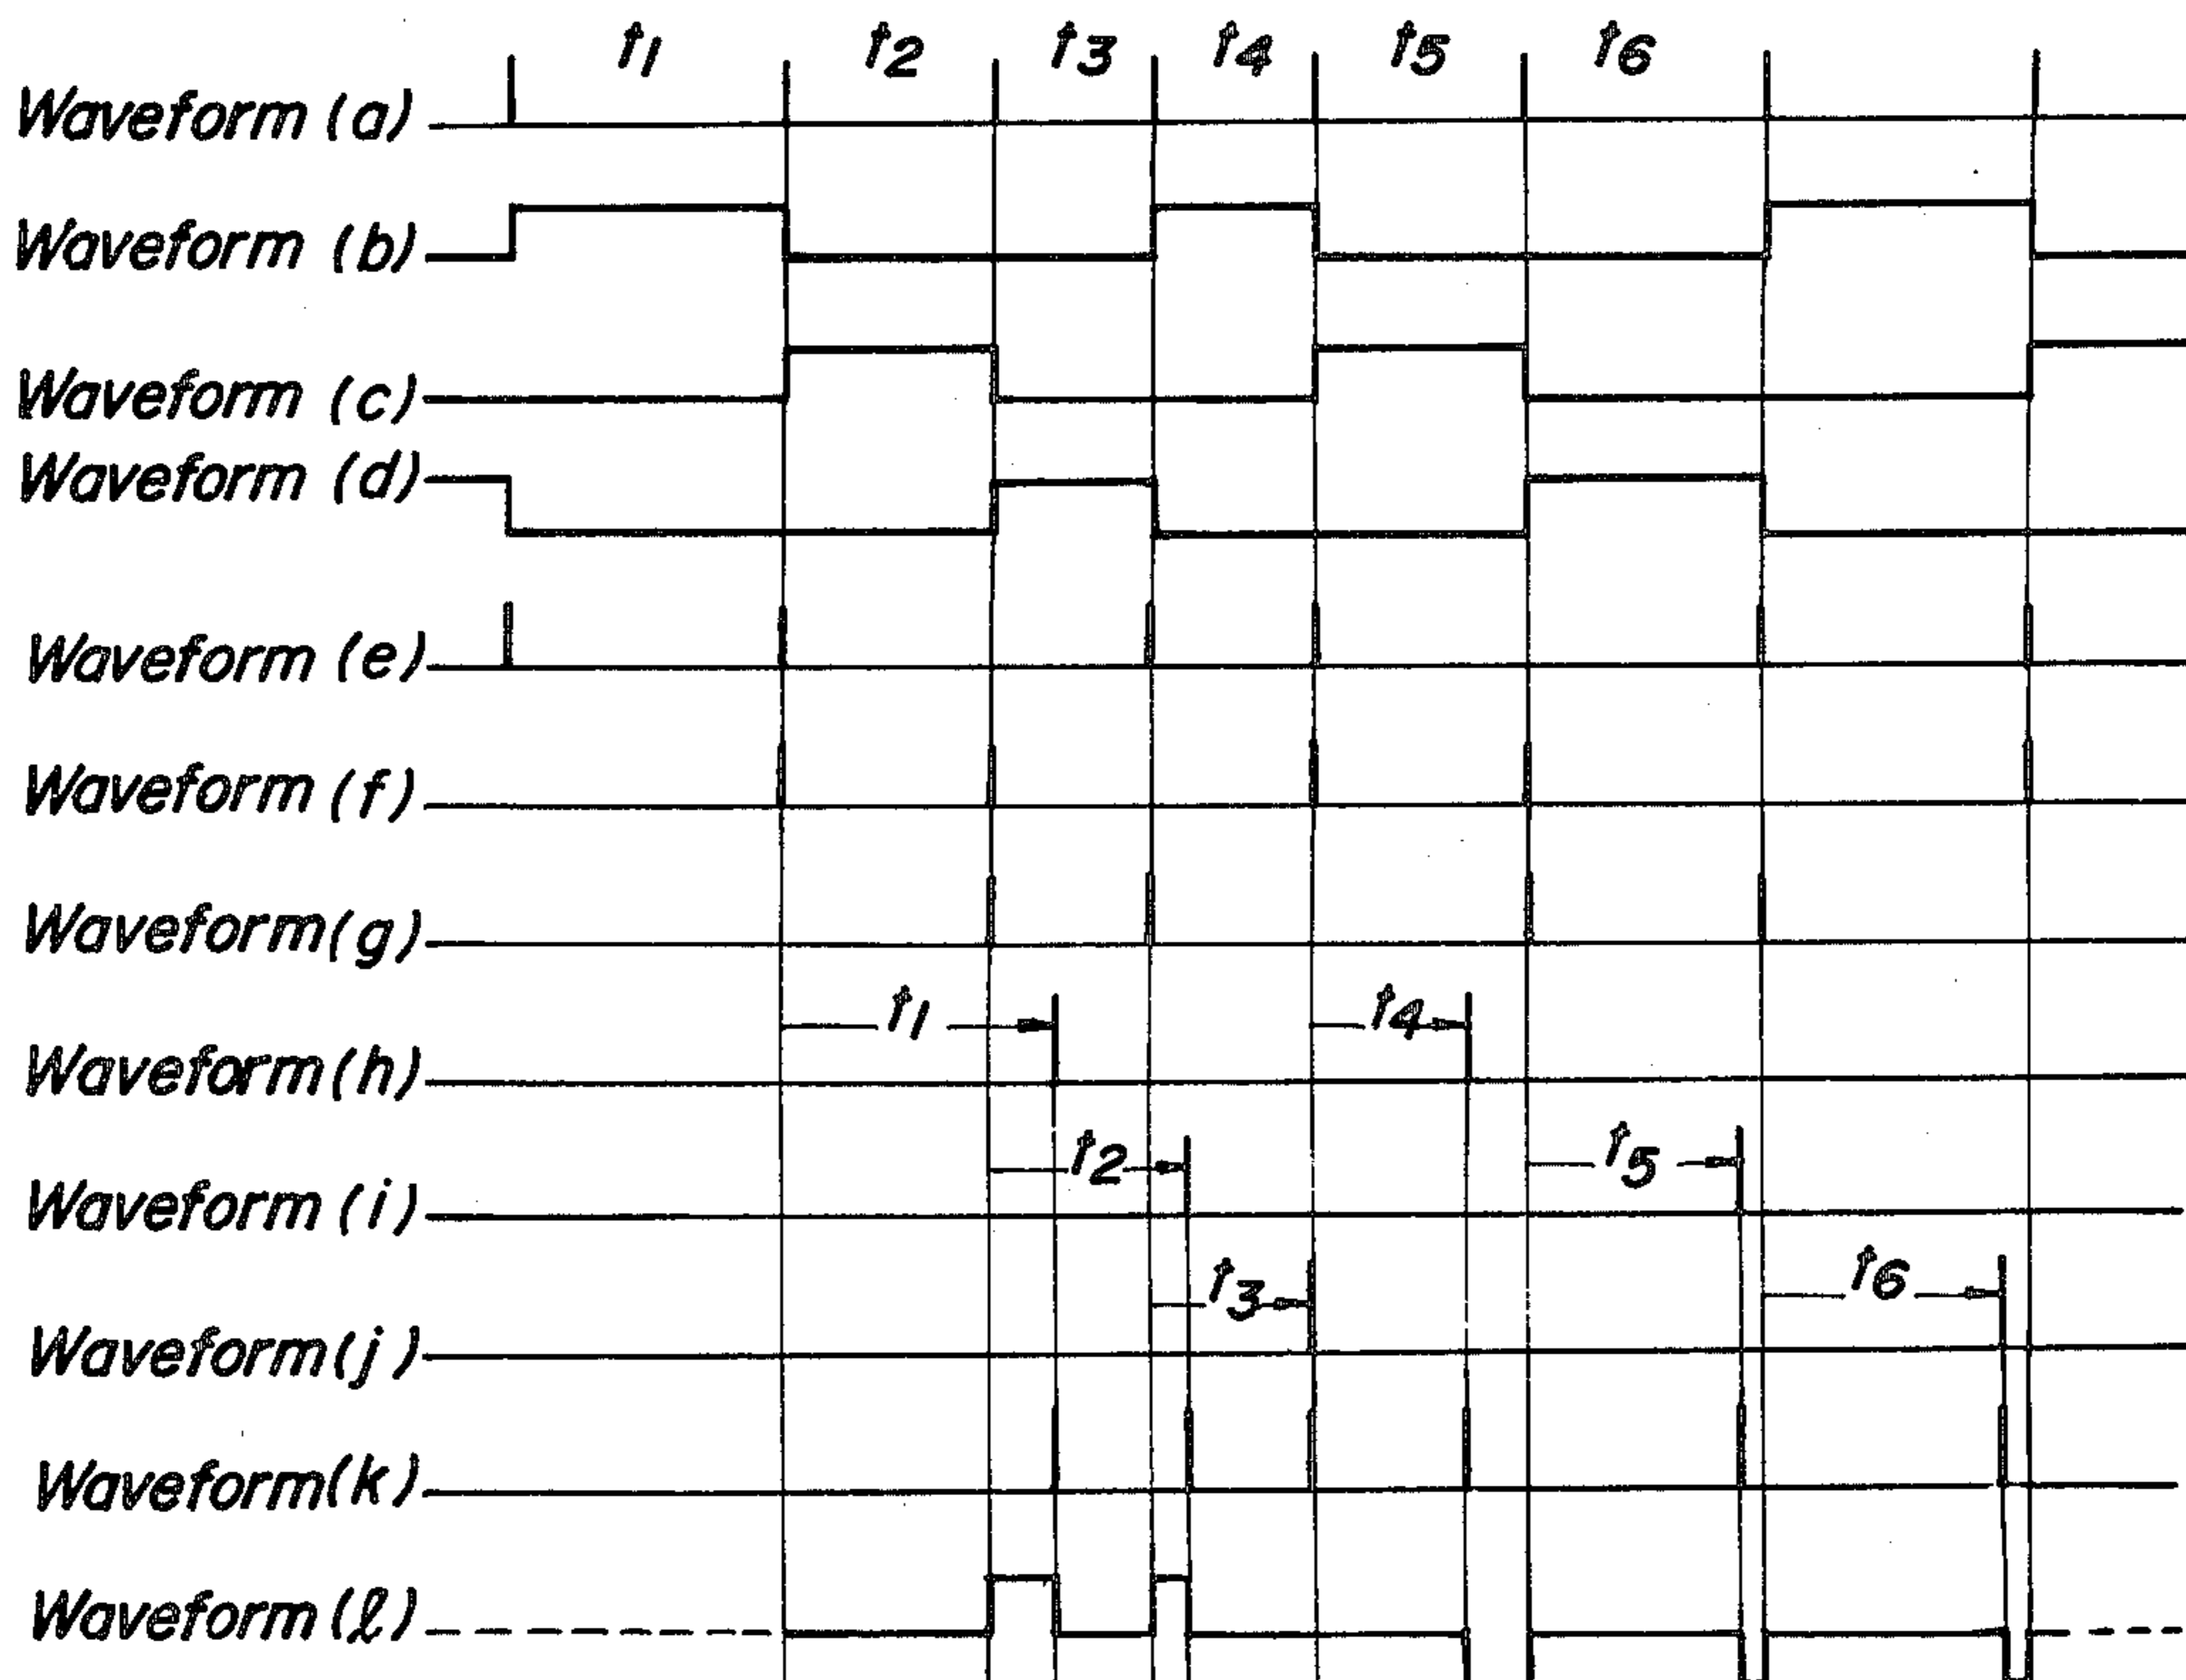 t1 t2 t3 t4 t5 t6
Waveform (a)
Waveform (b)
Waveform (c)
Waveform (d)
Waveform (e)
Waveform (f)
Waveform (g)
t1 t4
Waveform (h)
t2 t5
Waveform (i)
t3 t6
Waveform (j)
Waveform (k)
Waveform (ℓ)